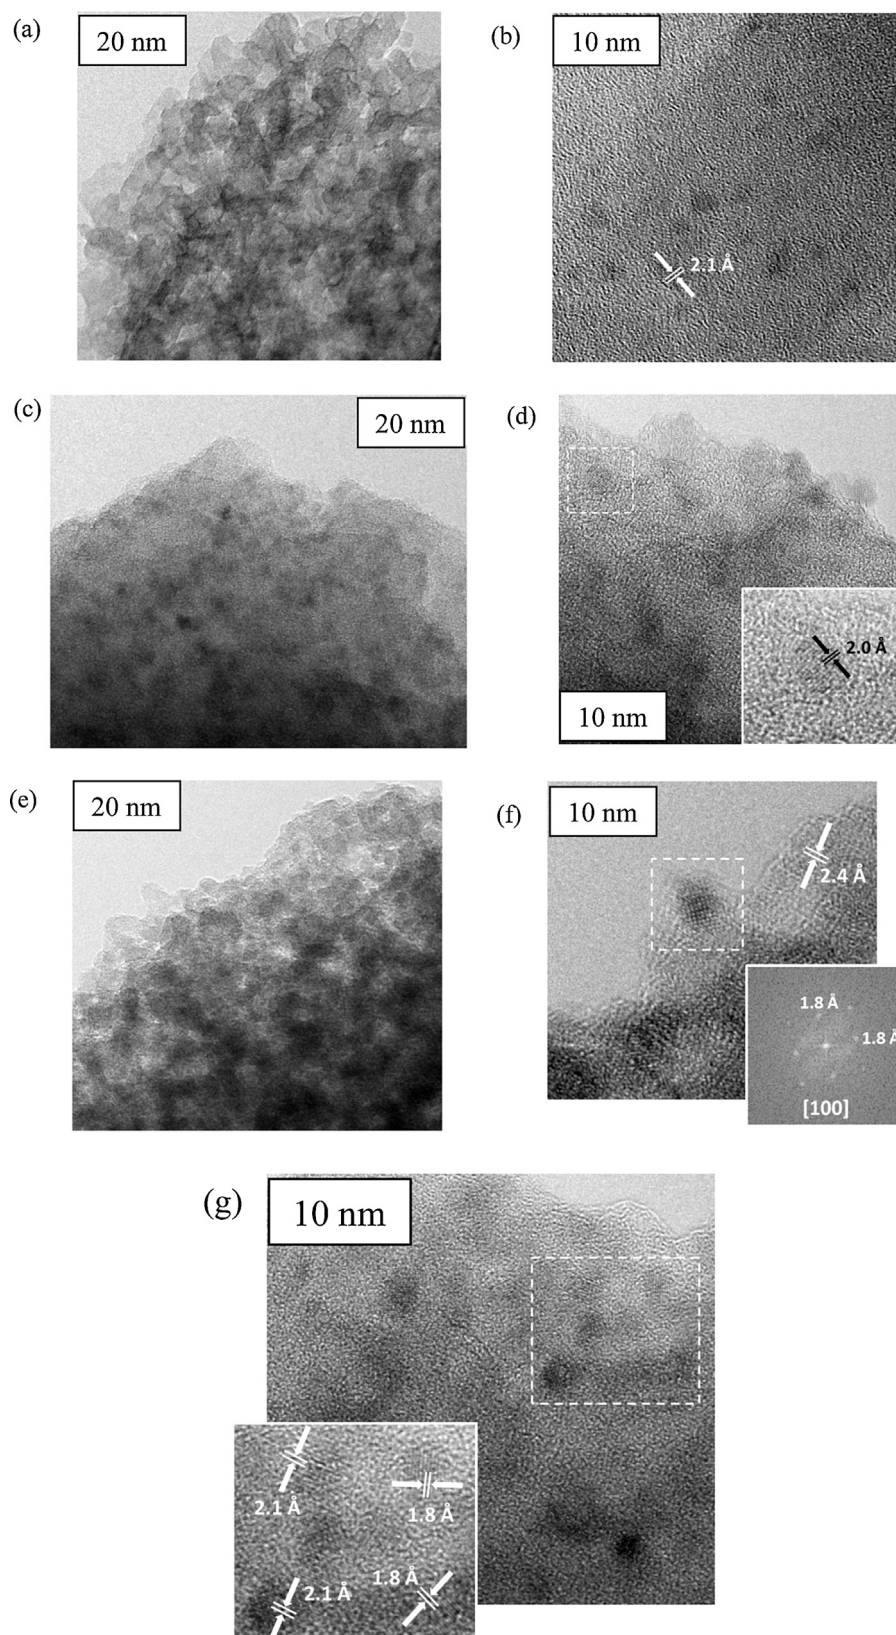 (a)
20 nm
(b)
10 nm
2.1 Å
(c)
20 nm
(d)
2.0 Å
10 nm
(e)
20 nm
(f)
10 nm
2.4 Å
1.8 Å
1.8 Å
[100]
(g)
10 nm
2.1 Å
1.8 Å
2.1 Å
1.8 Å